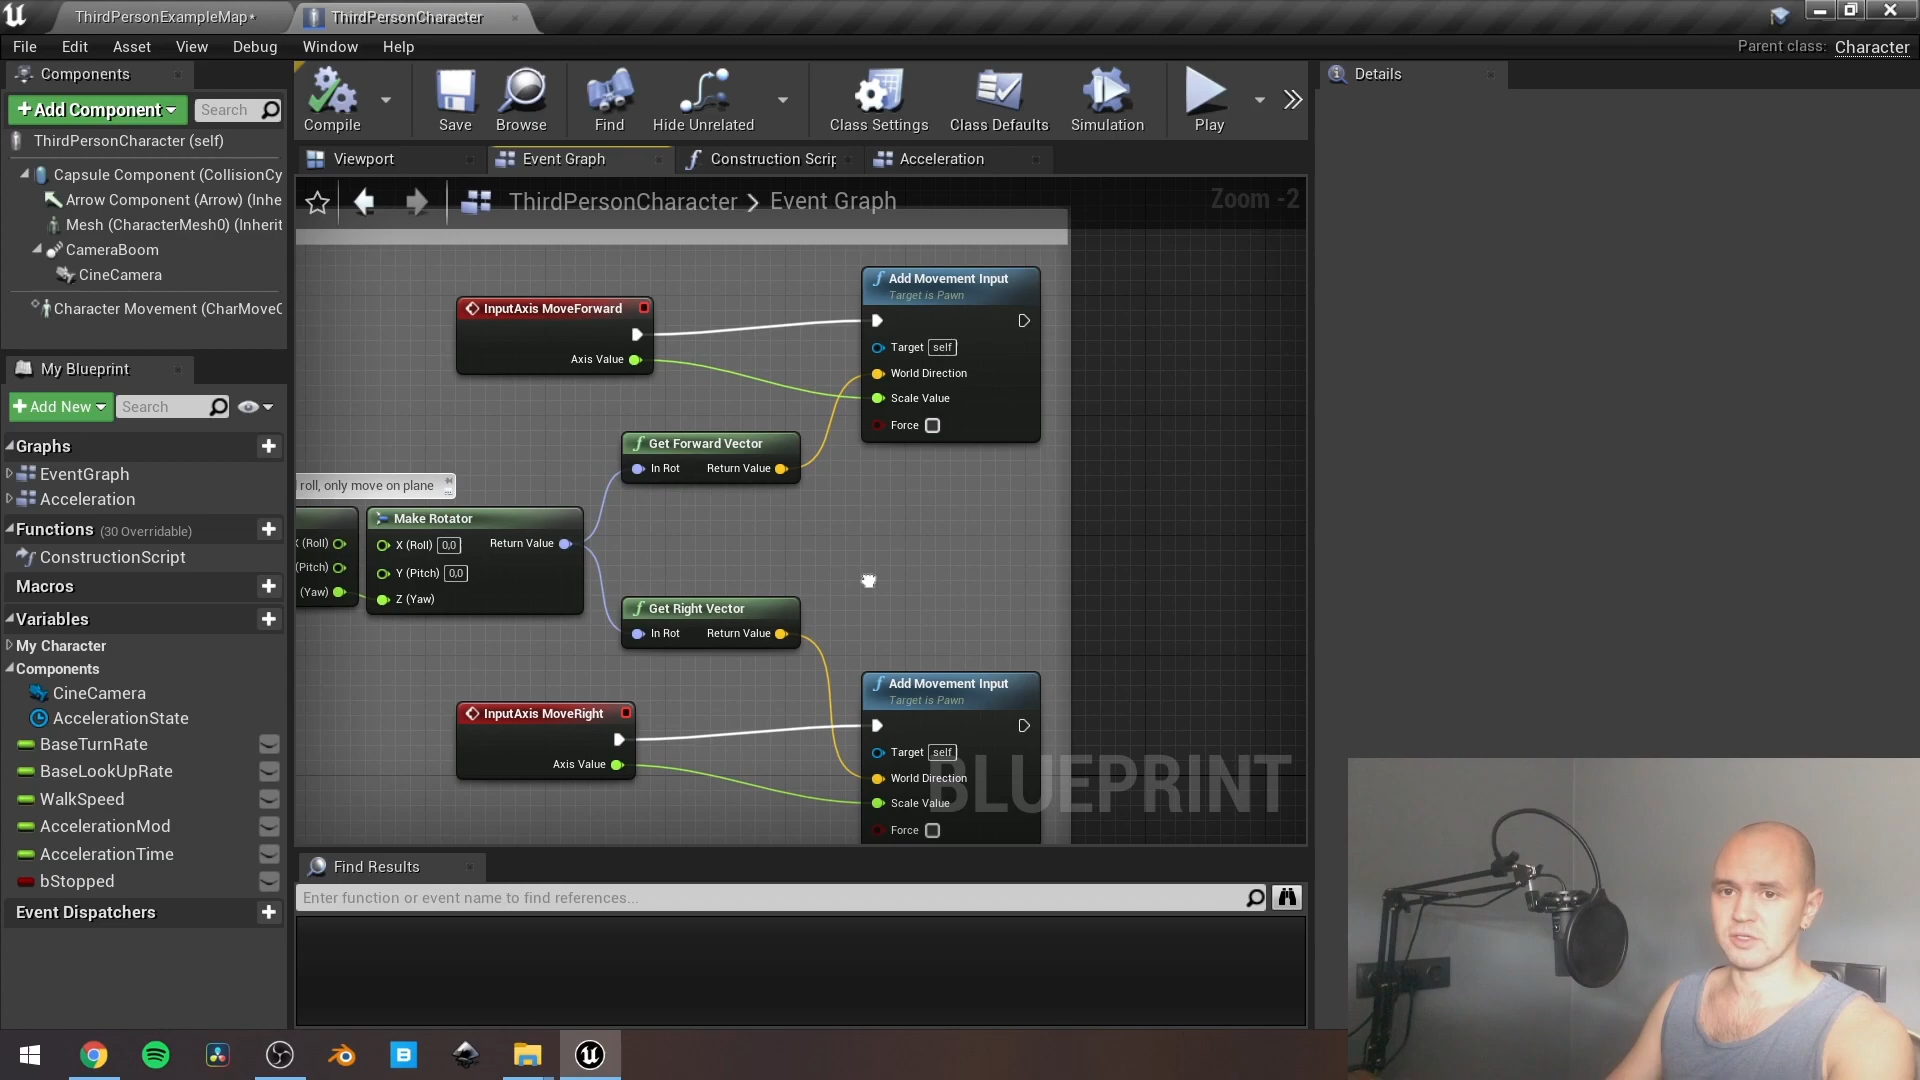 ThirdPersonExampleMap*
ThirdPersonCharacter
File Edit Asset View Debug Window Help
Parent class: Character
Components
Details
+Add Component
Search
Compile
Save
Browse
Find
Hide Unrelated
Class Settings
Class Defaults
Simulation
Play
ThirdPersonCharacter (self)
Capsule Component (CollisionCy
Arrow Component (Arrow) (Inhe
Mesh (CharacterMesh0) (Inherit
CameraBoom
CineCamera
Character Movement (CharMoveC
Viewport
Event Graph
Construction Scrip
Acceleration
ThirdPersonCharacter > Event Graph
Zoom -2
My Blueprint
+Add New
Search
Graphs
EventGraph
Acceleration
Functions (30 Overridable)
ConstructionScript
Macros
Variables
My Character
Components
CineCamera
AccelerationState
BaseTurnRate
BaseLookUpRate
WalkSpeed
AccelerationMod
AccelerationTime
bStopped
Event Dispatchers
InputAxis MoveForward
Axis Value
Add Movement Input
Target is Pawn
Target self
World Direction
Scale Value
Force
Get Forward Vector
In Rot Return Value
roll, only move on plane
X (Roll)
(Pitch)
(Yaw)
Make Rotator
X (Roll) 0,0 Return Value
Y (Pitch) 0,0
Z (Yaw)
Get Right Vector
In Rot Return Value
InputAxis MoveRight
Axis Value
Add Movement Input
Target is Pawn
Target self
World Direction
Scale Value
Force
BLUEPRINT
Find Results
Enter function or event name to find references...